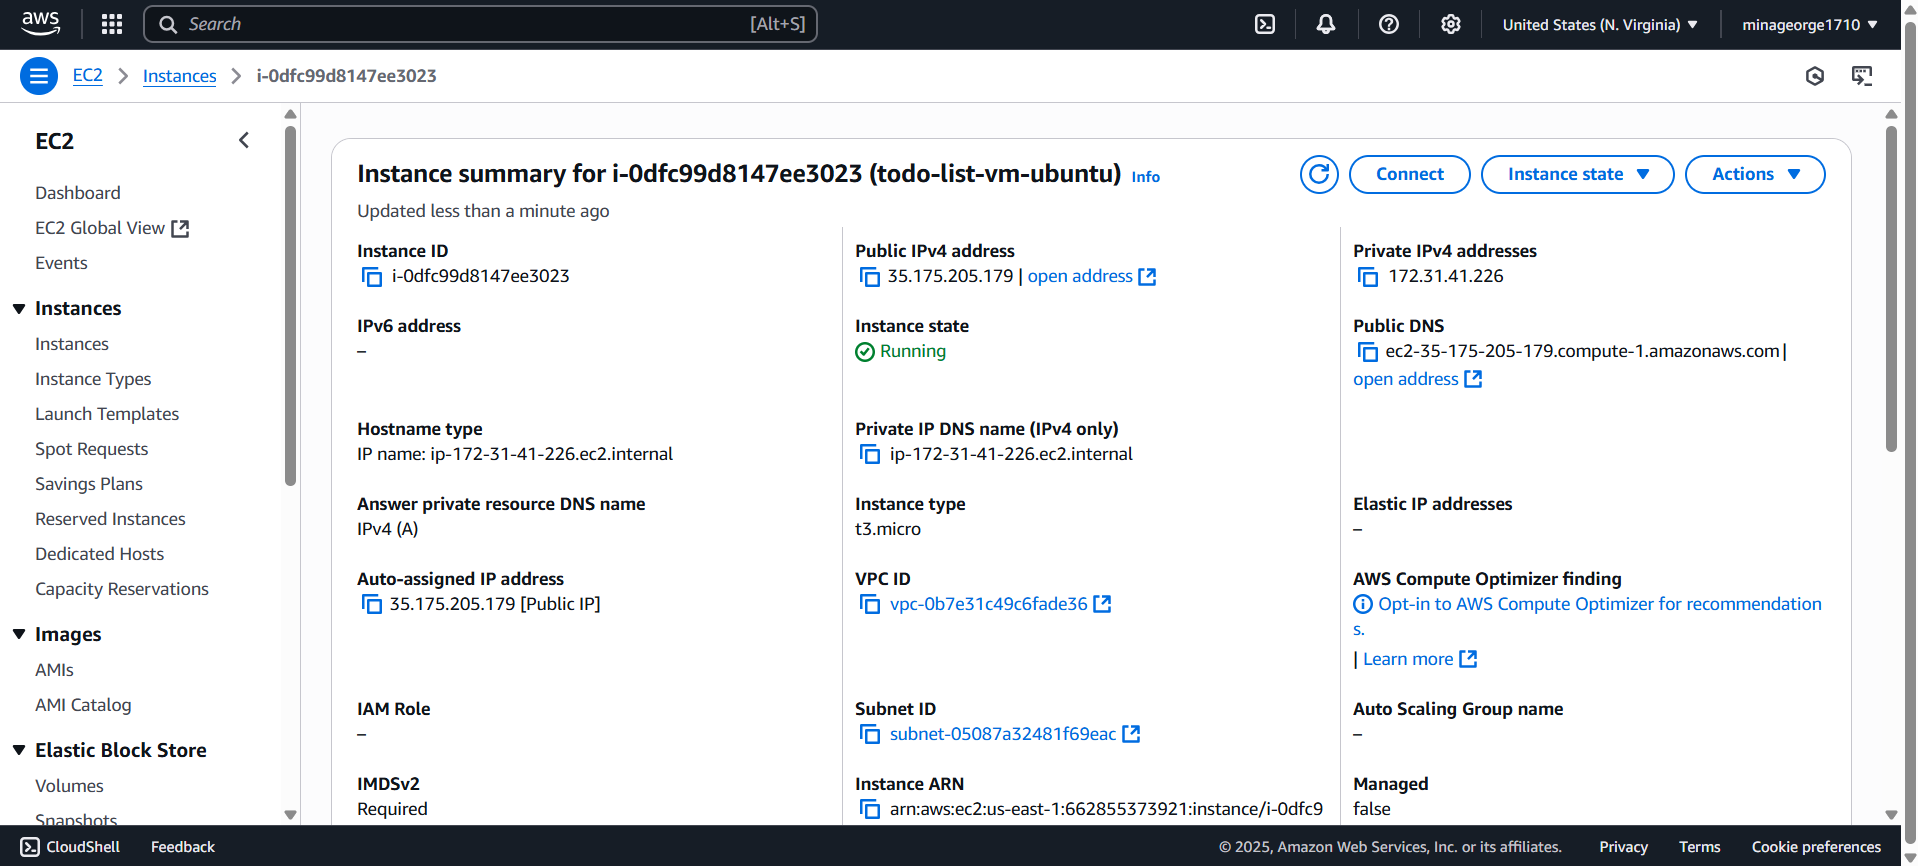 aws
Search [Alt+S]
United States (N. Virginia)
minageorge1710
EC2
Instances
i-0dfc99d8147ee3023
EC2
Dashboard
EC2 Global View
Events
Instances
Instances
Instance Types
Launch Templates
Spot Requests
Savings Plans
Reserved Instances
Dedicated Hosts
Capacity Reservations
Images
AMIs
AMI Catalog
Elastic Block Store
Volumes
Snapshots
Instance summary for i-0dfc99d8147ee3023 (todo-list-vm-ubuntu) Info
Updated less than a minute ago
Connect
Instance state
Actions
Instance ID
i-0dfc99d8147ee3023
Public IPv4 address
35.175.205.179 | open address
Private IPv4 addresses
172.31.41.226
IPv6 address
–
Instance state
Running
Public DNS
ec2-35-175-205-179.compute-1.amazonaws.com |
open address
Hostname type
IP name: ip-172-31-41-226.ec2.internal
Private IP DNS name (IPv4 only)
ip-172-31-41-226.ec2.internal
Answer private resource DNS name
IPv4 (A)
Instance type
t3.micro
Elastic IP addresses
–
Auto-assigned IP address
35.175.205.179 [Public IP]
VPC ID
vpc-0b7e31c49c6fade36
AWS Compute Optimizer finding
Opt-in to AWS Compute Optimizer for recommendation
s.
| Learn more
IAM Role
–
Subnet ID
subnet-05087a32481f69eac
Auto Scaling Group name
–
IMDSv2
Required
Instance ARN
arn:aws:ec2:us-east-1:662855373921:instance/i-0dfc9
Managed
false
CloudShell
Feedback
© 2025, Amazon Web Services, Inc. or its affiliates.
Privacy
Terms
Cookie preferences